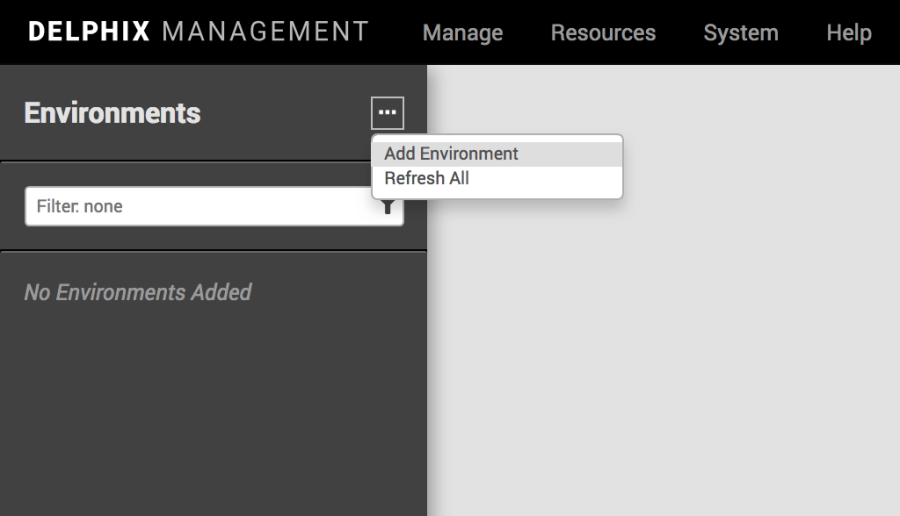 DELPHIX MANAGEMENT Manage Resources System Help
Environments
Add Environment
Refresh All
Filter: none
No Environments Added